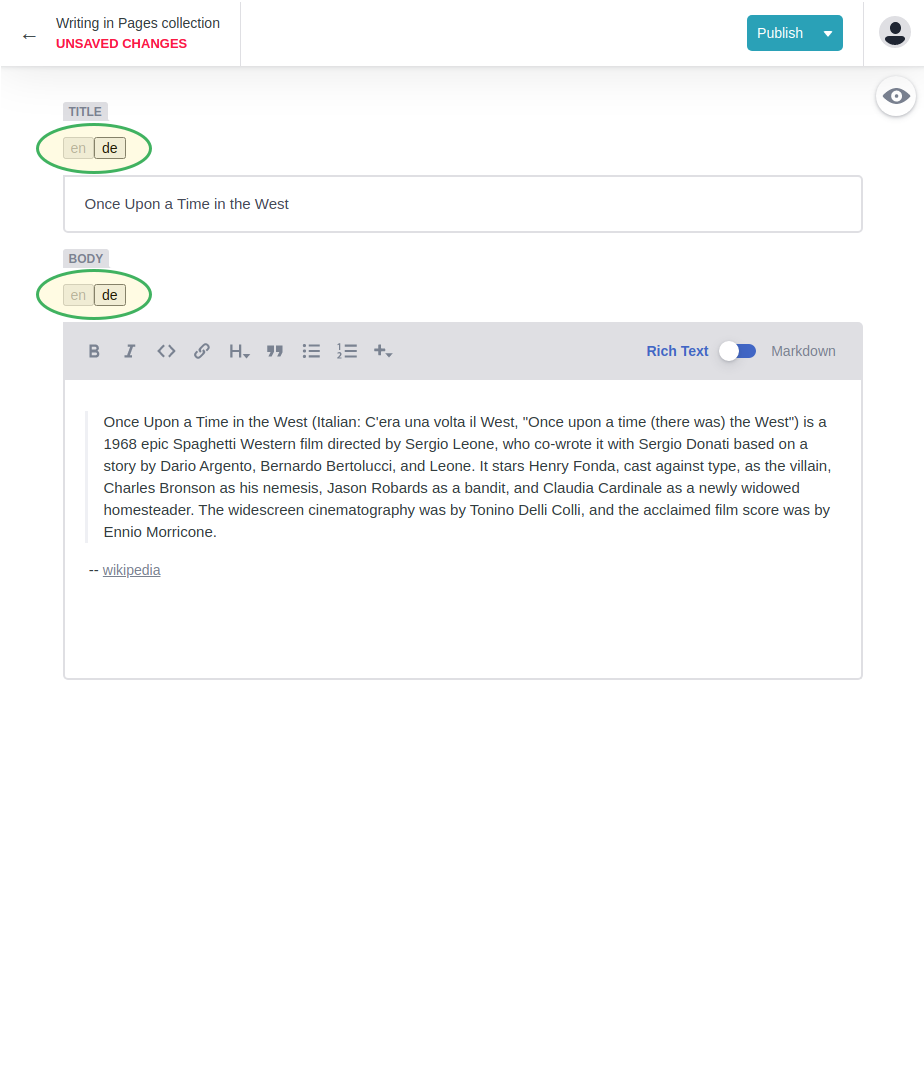 ← Writing in Pages collection
UNSAVED CHANGES
Publish
TITLE
en de
Once Upon a Time in the West
BODY
en de
B I <> H Rich Text Markdown
Once Upon a Time in the West (Italian: C'era una volta il West, "Once upon a time (there was) the West") is a
1968 epic Spaghetti Western film directed by Sergio Leone, who co-wrote it with Sergio Donati based on a
story by Dario Argento, Bernardo Bertolucci, and Leone. It stars Henry Fonda, cast against type, as the villain,
Charles Bronson as his nemesis, Jason Robards as a bandit, and Claudia Cardinale as a newly widowed
homesteader. The widescreen cinematography was by Tonino Delli Colli, and the acclaimed film score was by
Ennio Morricone.
-- wikipedia